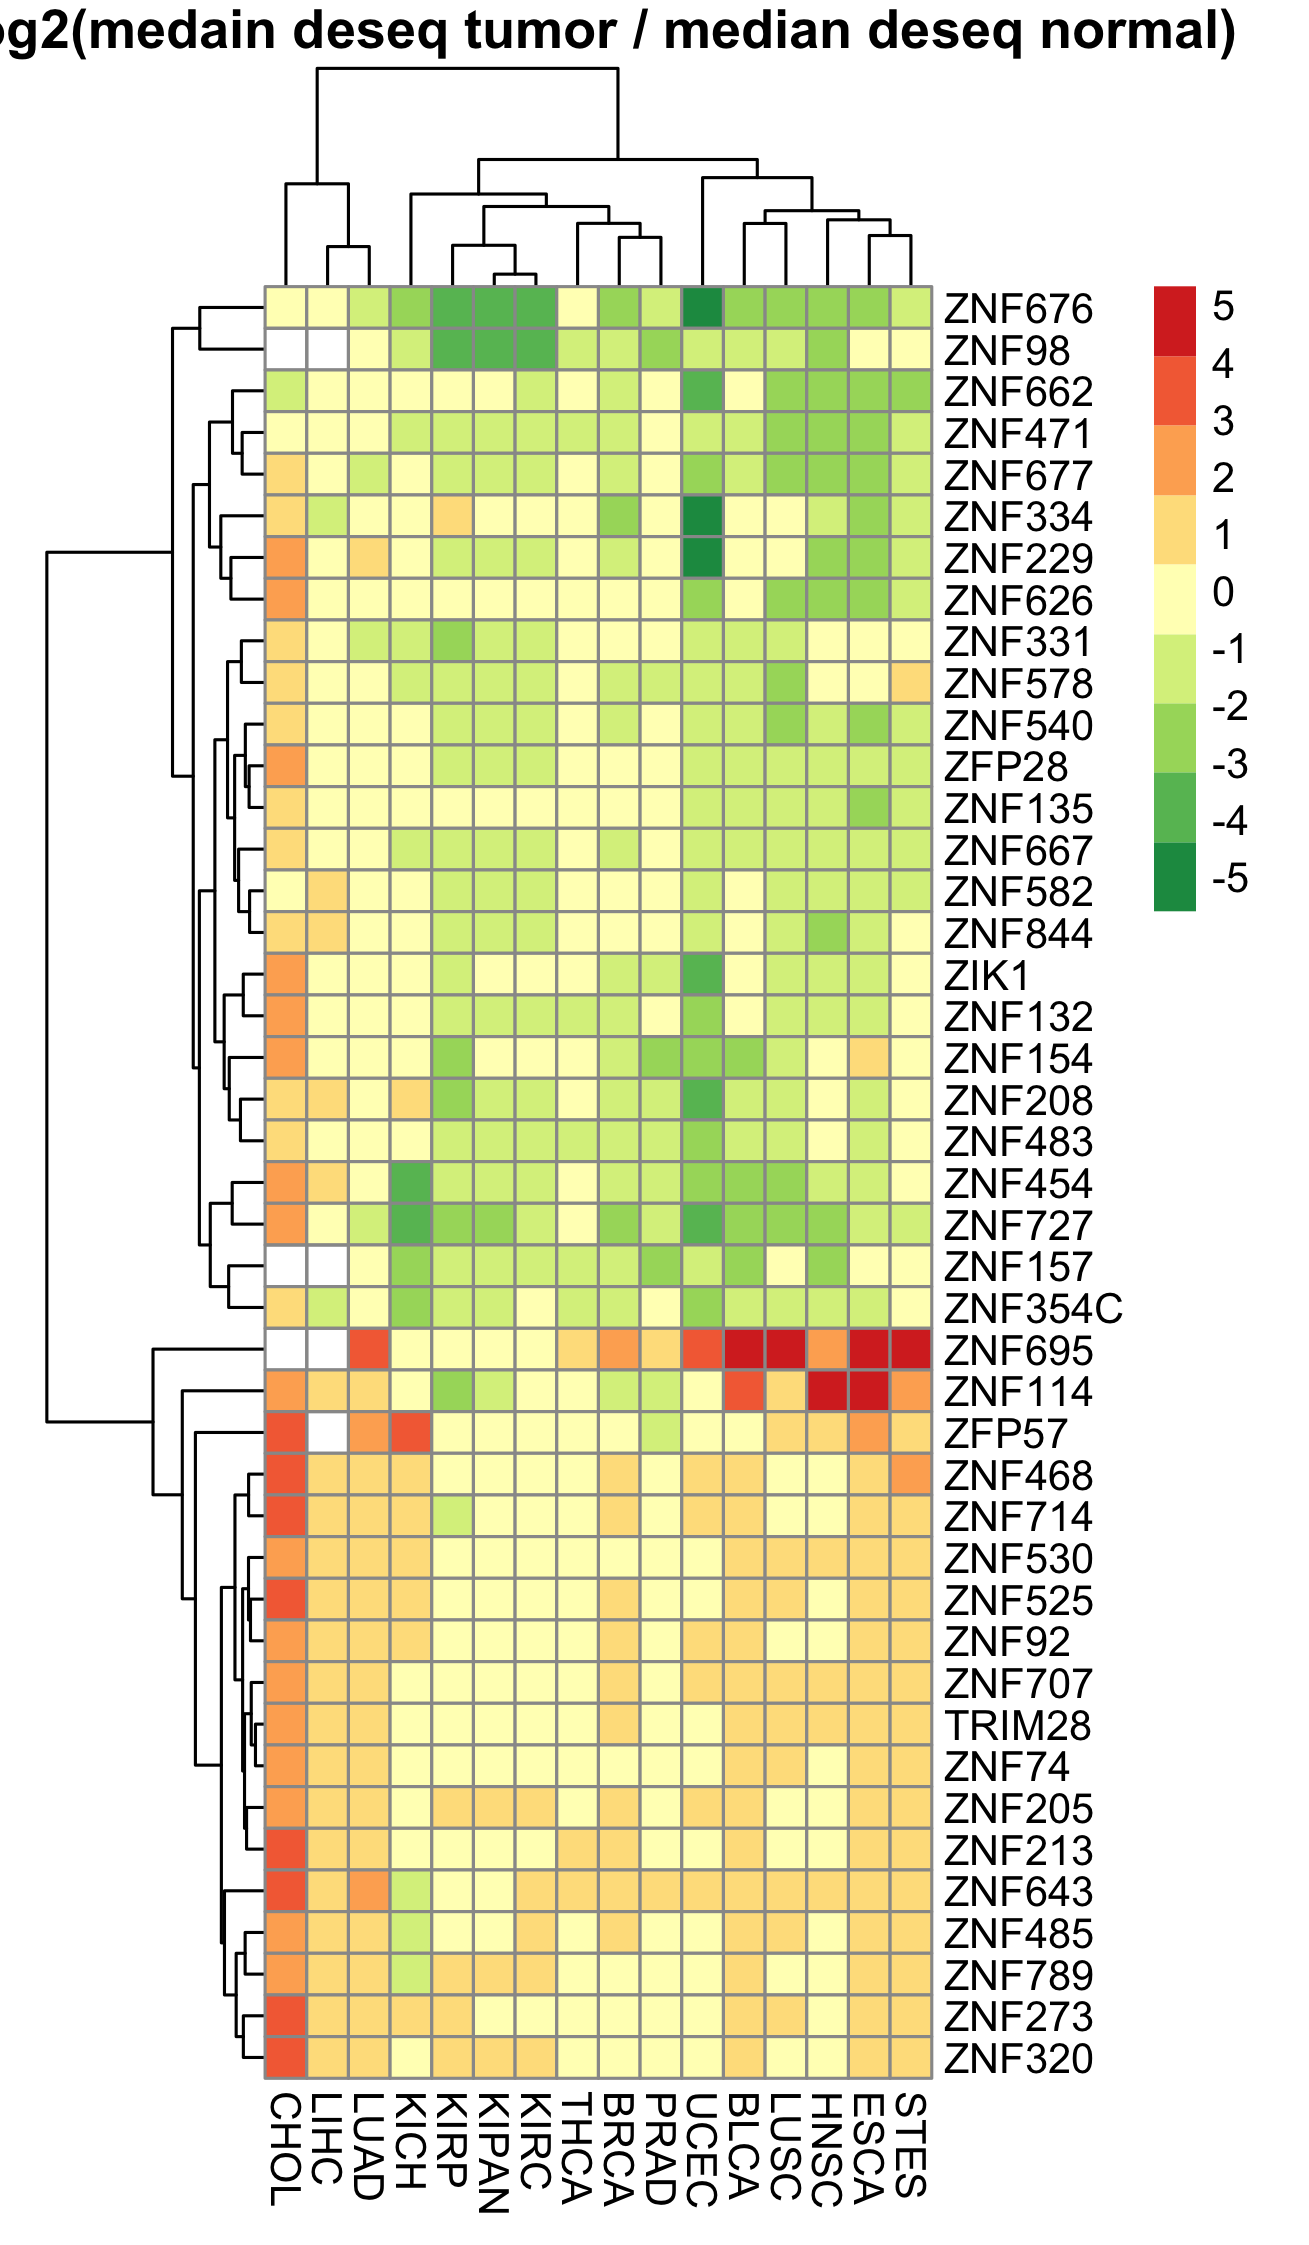 og2(medain deseq tumor / median deseq normal)
ZNF676
ZNF98
ZNF662
ZNF471
ZNF677
ZNF334
ZNF229
ZNF626
ZNF331
ZNF578
ZNF540
ZFP28
ZNF135
ZNF667
ZNF582
ZNF844
ZIK1
ZNF132
ZNF154
ZNF208
ZNF483
ZNF454
ZNF727
ZNF157
ZNF354C
ZNF695
ZNF114
ZFP57
ZNF468
ZNF714
ZNF530
ZNF525
ZNF92
ZNF707
TRIM28
ZNF74
ZNF205
ZNF213
ZNF643
ZNF485
ZNF789
ZNF273
ZNF320
5
4
3
2
1
0
-1
-2
-3
-4
-5
CHOL
LIHC
LUAD
KICH
KIRP
KIPAN
KIRC
THCA
BRCA
PRAD
UCEC
BLCA
LUSC
HNSC
ESCA
STES